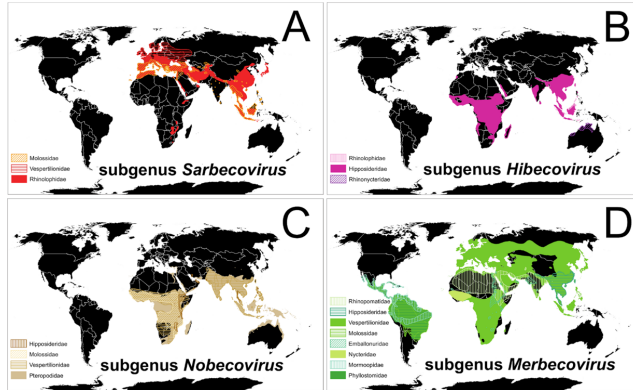 A
Molossidae
Vespertilionidae
Rhinolophidae
subgenus Sarbecovirus
B
Rhinolophidae
Hipposideridae
Rhinonycteridae
subgenus Hibecovirus
C
Hipposideridae
Molossidae
Vespertilionidae
Pteropodidae
subgenus Nobecovirus
D
Rhinopomatidae
Hipposideridae
Vespertilionidae
Molossidae
Emballonuridae
Nycteridae
Mormoopidae
Phyllostomidae
subgenus Merbecovirus